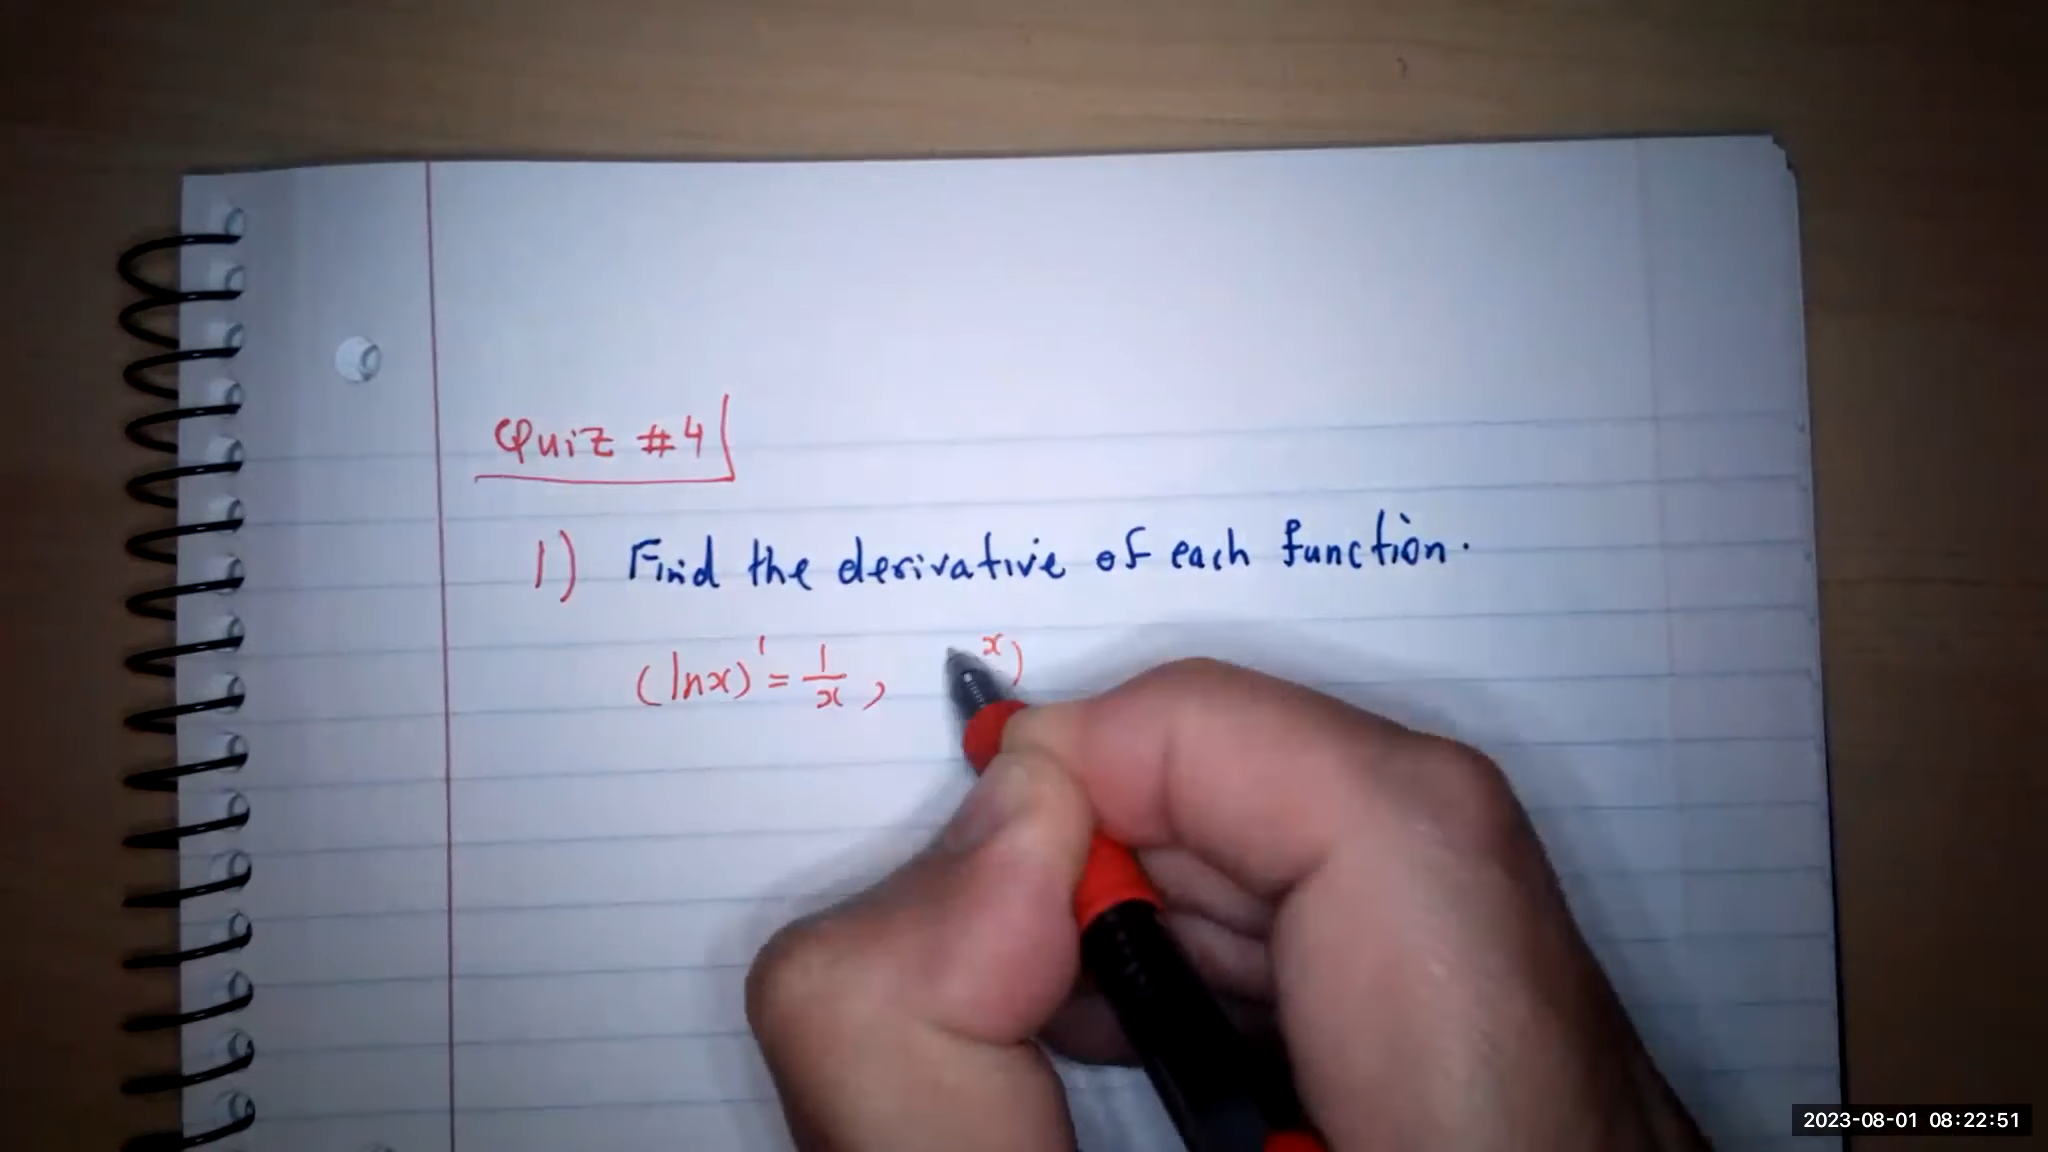 Quiz #4
1) Find the derivative of each function.
(lnx)' = 1/x , x)
2023-08-01 08:22:51